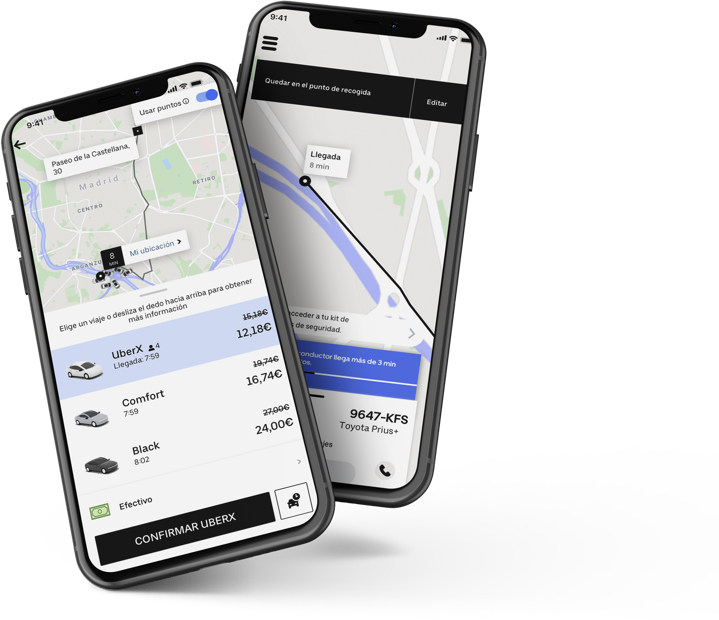 9:41
Usar puntos
Paseo de la Castellana,
30
Madrid
RETIRO
CENTRO
8
MIN
Mi ubicación
Elige un viaje o desliza el dedo hacia arriba para obtener
más información
UberX 4
Llegada: 7:59
15,18€
12,18€
Comfort
7:59
19,74€
16,74€
Black
8:02
27,00€
24,00€
Efectivo
CONFIRMAR UBERX
9:41
Quedar en el punto de recogida
Editar
Llegada
8 min
acceder a tu kit de
de seguridad.
conductor llega más de 3 min
9647-KFS
Toyota Prius+